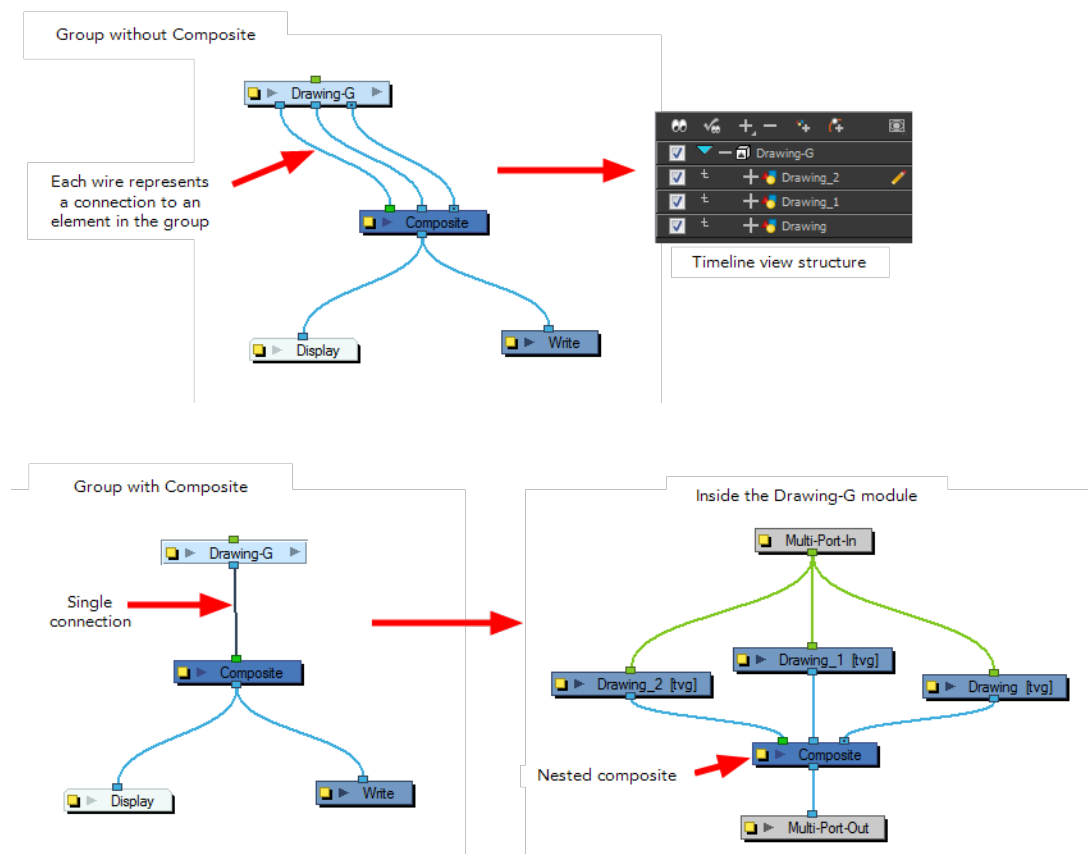 Group without Composite
Drawing-G
Each wire represents
a connection to an
element in the group
Composite
Display
Write
Drawing-G
Drawing_2
Drawing_1
Drawing
Timeline view structure
Group with Composite
Drawing-G
Single
connection
Composite
Display
Write
Inside the Drawing-G module
Multi-Port-In
Drawing_2 [tvg]
Drawing_1 [tvg]
Drawing [tvg]
Composite
Nested composite
Multi-Port-Out